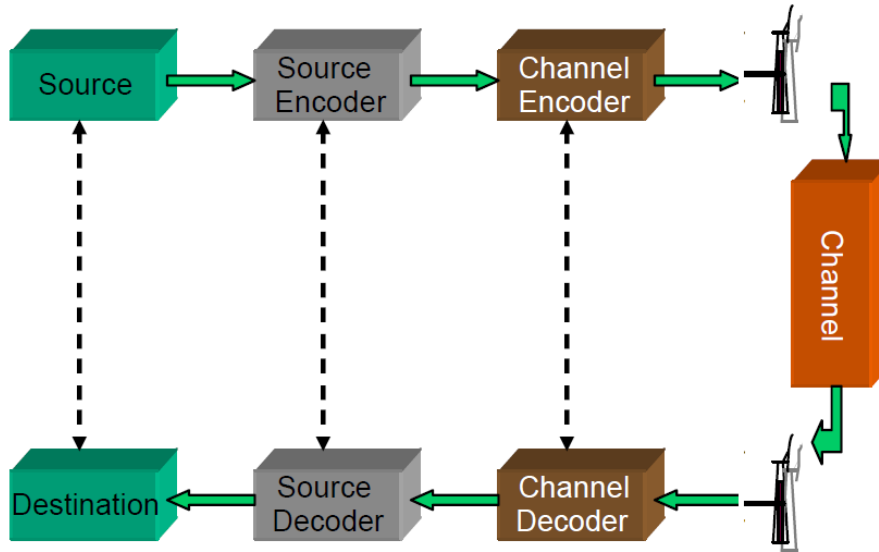 Source
Source
Encoder
Channel
Encoder
Channel
Destination
Source
Decoder
Channel
Decoder